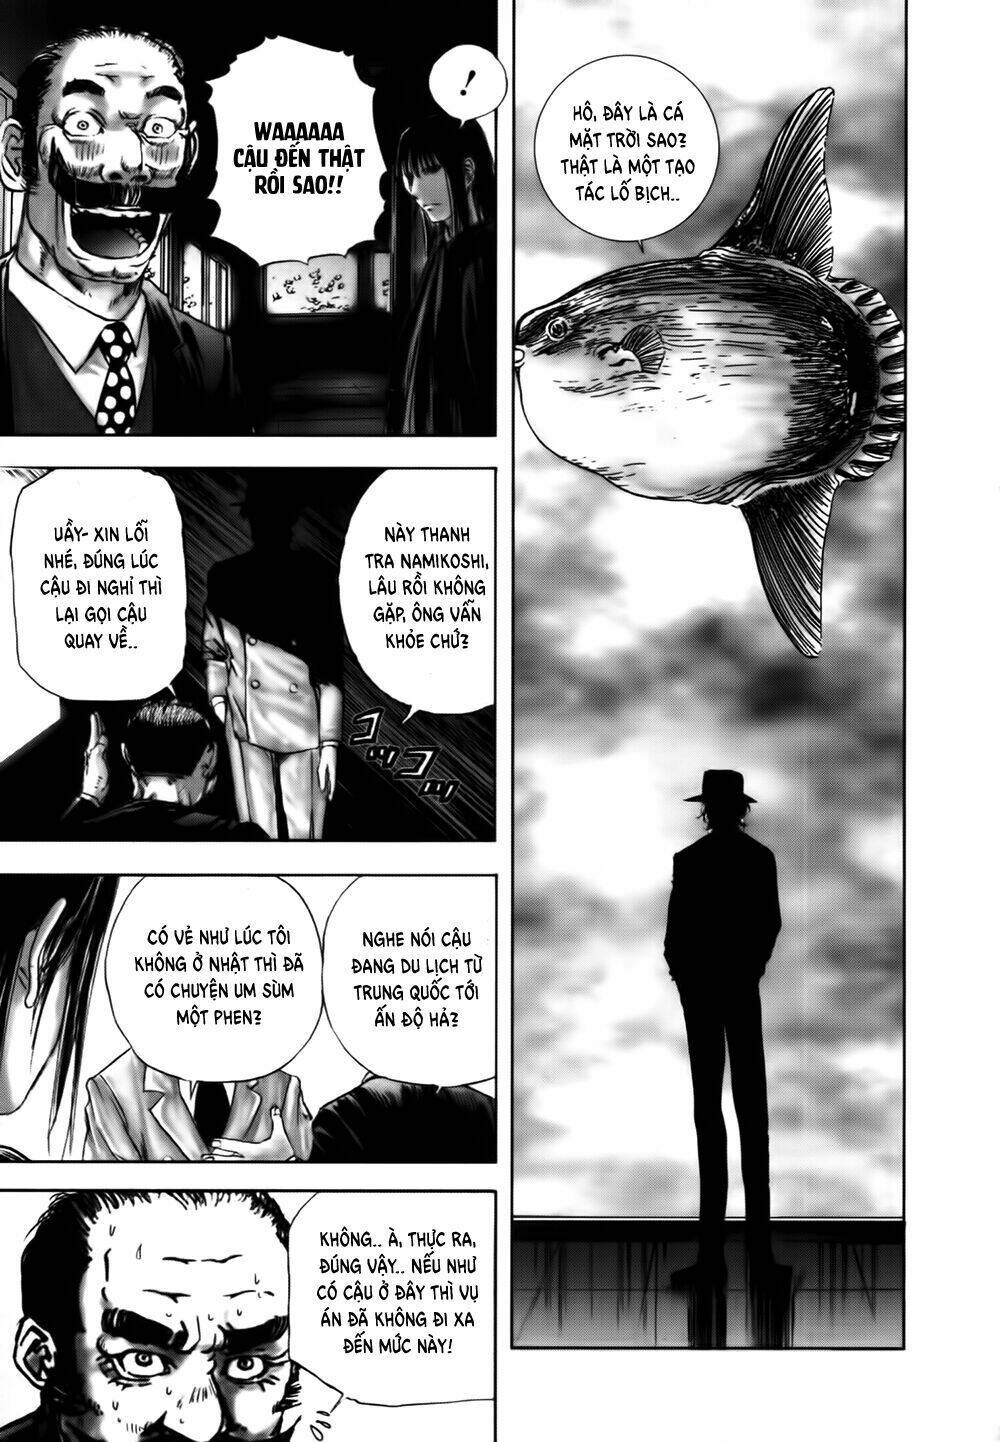 HÔ, ĐÂY LÀ CÁ
MẶT TRỜI SAO?
THẬT LÀ MỘT TẠO
TÁC LỐ BỊCH..
!
WAAAAAA
CẬU ĐẾN THẬT
RỒI SAO!!
NÀY THANH
TRA NAMIKOSHI,
LÂU RỒI KHÔNG
GẶP, ÔNG VẪN
KHỎE CHỨ?
UẦY- XIN LỖI
NHÉ, ĐÚNG LÚC
CẬU ĐI NGHỈ THÌ
LẠI GỌI CẬU
QUAY VỀ..
コツ
コツ
NGHE NÓI CẬU
ĐANG DU LỊCH TỪ
TRUNG QUỐC TỚI
ẤN ĐỘ HẢ?
CÓ VẺ NHƯ LÚC TÔI
KHÔNG Ở NHẬT THÌ ĐÃ
CÓ CHUYỆN UM SÙM
MỘT PHEN?
KHÔNG.. À, THỰC RA,
ĐÚNG VẬY.. NẾU NHƯ
CÓ CẬU Ở ĐÂY THÌ VỤ
ÁN ĐÃ KHÔNG ĐI XA
ĐẾN MỨC NÀY!